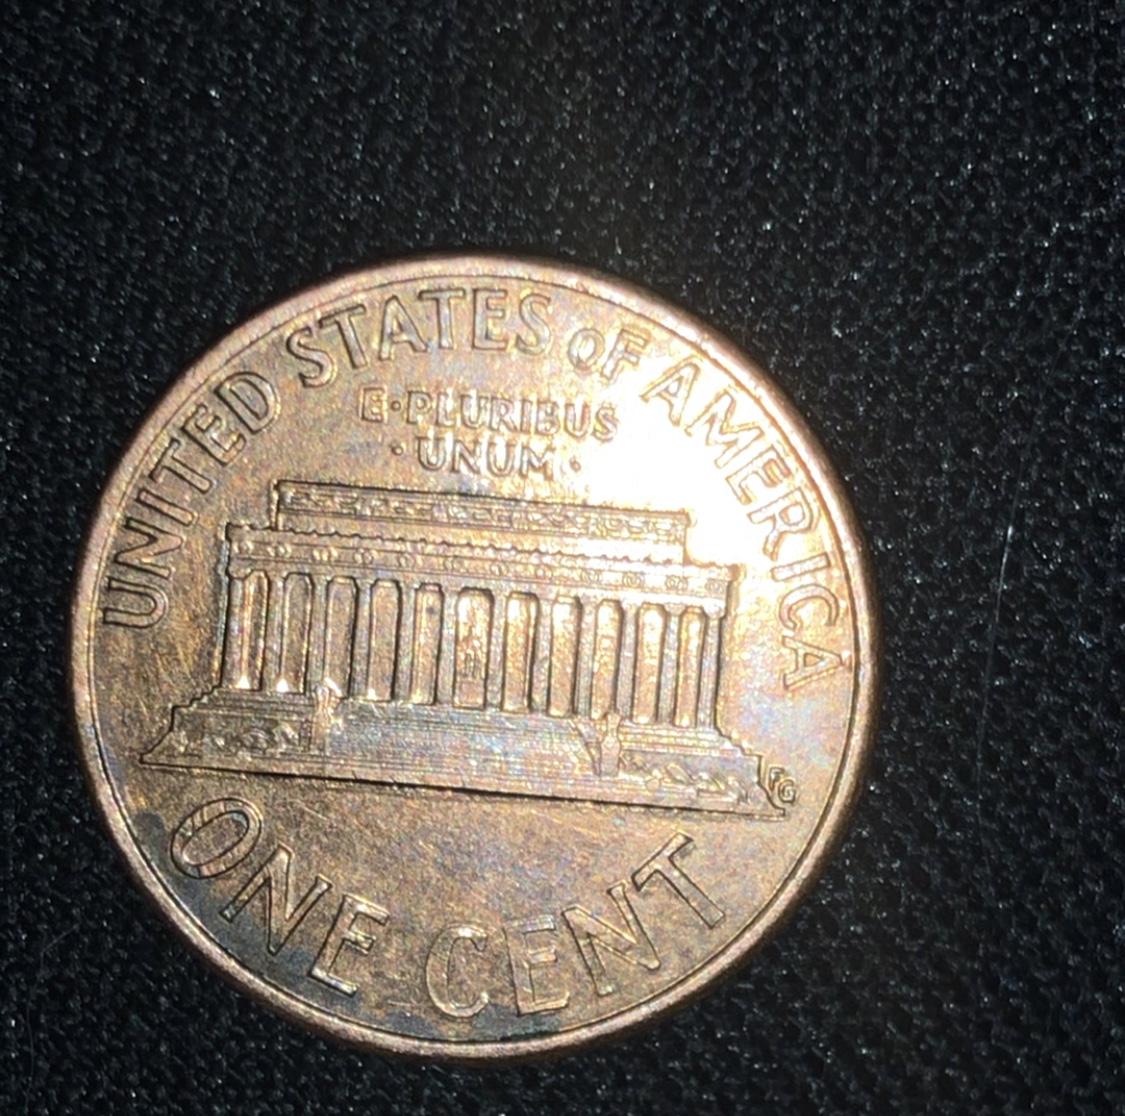 UNITED STATES OF AMERICA
E·PLURIBUS
·UNUM·
FG
ONE CENT